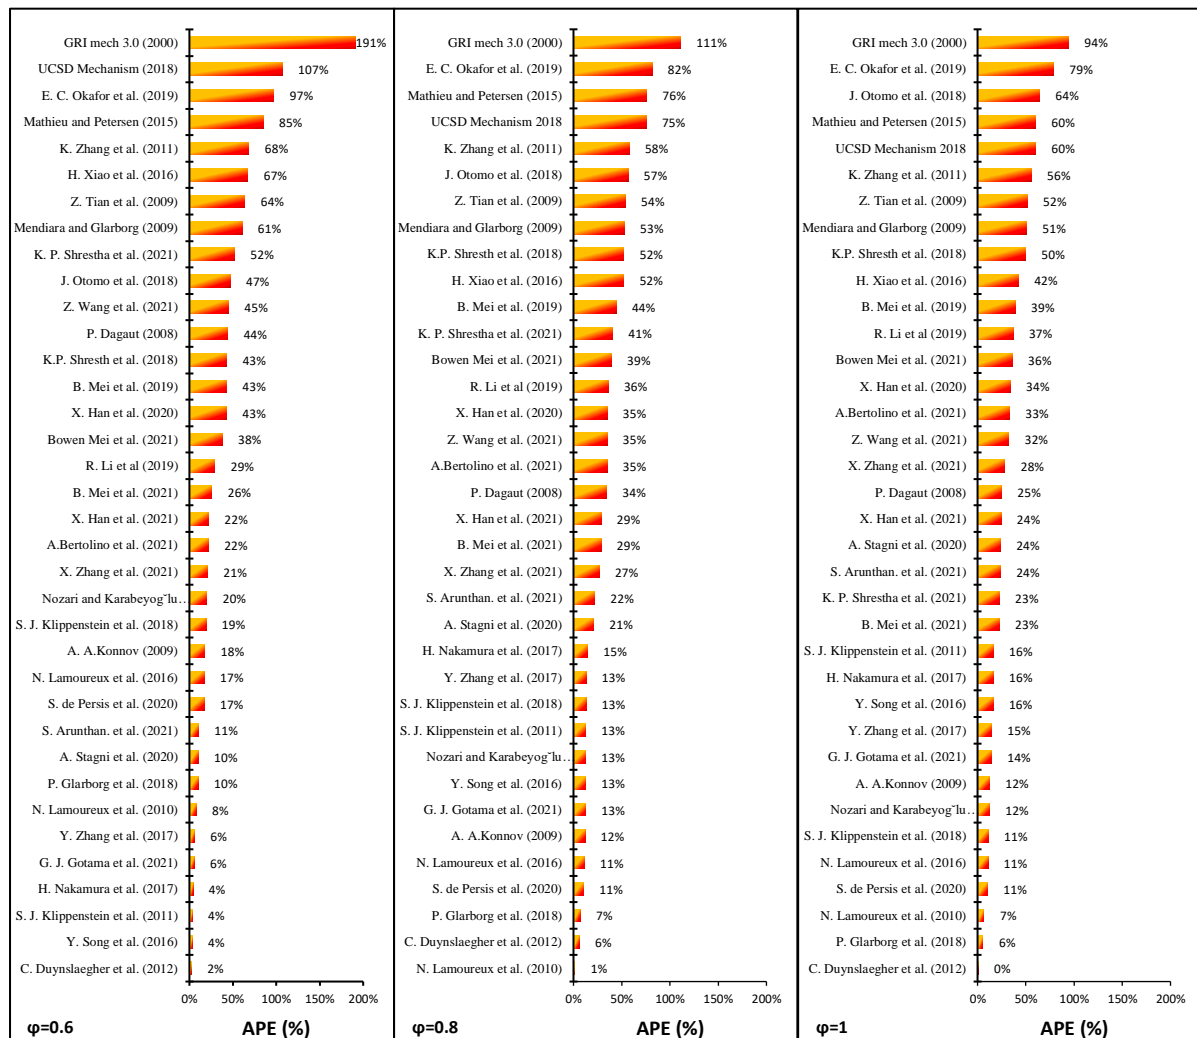 GRI mech 3.0 (2000) 191%
UCSD Mechanism (2018) 107%
E. C. Okafor et al. (2019) 97%
Mathieu and Petersen (2015) 85%
K. Zhang et al. (2011) 68%
H. Xiao et al. (2016) 67%
Z. Tian et al. (2009) 64%
Mendiara and Glarborg (2009) 61%
K. P. Shrestha et al. (2021) 52%
J. Otomo et al. (2018) 47%
Z. Wang et al. (2021) 45%
P. Dagaut (2008) 44%
K.P. Shresth et al. (2018) 43%
B. Mei et al. (2019) 43%
X. Han et al. (2020) 43%
Bowen Mei et al. (2021) 38%
R. Li et al (2019) 29%
B. Mei et al. (2021) 26%
X. Han et al. (2021) 22%
A.Bertolino et al. (2021) 22%
X. Zhang et al. (2021) 21%
Nozari and Karabeyog˘lu… 20%
S. J. Klippenstein et al. (2018) 19%
A. A.Konnov (2009) 18%
N. Lamoureux et al. (2016) 17%
S. de Persis et al. (2020) 17%
S. Arunthan. et al. (2021) 11%
A. Stagni et al. (2020) 10%
P. Glarborg et al. (2018) 10%
N. Lamoureux et al. (2010) 8%
Y. Zhang et al. (2017) 6%
G. J. Gotama et al. (2021) 6%
H. Nakamura et al. (2017) 4%
S. J. Klippenstein et al. (2011) 4%
Y. Song et al. (2016) 4%
C. Duynslaegher et al. (2012) 2%
0% 50% 100% 150% 200%
φ=0.6 APE (%)
GRI mech 3.0 (2000) 111%
E. C. Okafor et al. (2019) 82%
Mathieu and Petersen (2015) 76%
UCSD Mechanism 2018 75%
K. Zhang et al. (2011) 58%
J. Otomo et al. (2018) 57%
Z. Tian et al. (2009) 54%
Mendiara and Glarborg (2009) 53%
K.P. Shresth et al. (2018) 52%
H. Xiao et al. (2016) 52%
B. Mei et al. (2019) 44%
K. P. Shrestha et al. (2021) 41%
Bowen Mei et al. (2021) 39%
R. Li et al (2019) 36%
X. Han et al. (2020) 35%
Z. Wang et al. (2021) 35%
A.Bertolino et al. (2021) 35%
P. Dagaut (2008) 34%
X. Han et al. (2021) 29%
B. Mei et al. (2021) 29%
X. Zhang et al. (2021) 27%
S. Arunthan. et al. (2021) 22%
A. Stagni et al. (2020) 21%
H. Nakamura et al. (2017) 15%
Y. Zhang et al. (2017) 13%
S. J. Klippenstein et al. (2018) 13%
S. J. Klippenstein et al. (2011) 13%
Nozari and Karabeyog˘lu… 13%
Y. Song et al. (2016) 13%
G. J. Gotama et al. (2021) 13%
A. A.Konnov (2009) 12%
N. Lamoureux et al. (2016) 11%
S. de Persis et al. (2020) 11%
P. Glarborg et al. (2018) 7%
C. Duynslaegher et al. (2012) 6%
N. Lamoureux et al. (2010) 1%
0% 50% 100% 150% 200%
φ=0.8 APE (%)
GRI mech 3.0 (2000) 94%
E. C. Okafor et al. (2019) 79%
J. Otomo et al. (2018) 64%
Mathieu and Petersen (2015) 60%
UCSD Mechanism 2018 60%
K. Zhang et al. (2011) 56%
Z. Tian et al. (2009) 52%
Mendiara and Glarborg (2009) 51%
K.P. Shresth et al. (2018) 50%
H. Xiao et al. (2016) 42%
B. Mei et al. (2019) 39%
R. Li et al (2019) 37%
Bowen Mei et al. (2021) 36%
X. Han et al. (2020) 34%
A.Bertolino et al. (2021) 33%
Z. Wang et al. (2021) 32%
X. Zhang et al. (2021) 28%
P. Dagaut (2008) 25%
X. Han et al. (2021) 24%
A. Stagni et al. (2020) 24%
S. Arunthan. et al. (2021) 24%
K. P. Shrestha et al. (2021) 23%
B. Mei et al. (2021) 23%
S. J. Klippenstein et al. (2011) 16%
H. Nakamura et al. (2017) 16%
Y. Song et al. (2016) 16%
Y. Zhang et al. (2017) 15%
G. J. Gotama et al. (2021) 14%
A. A.Konnov (2009) 12%
Nozari and Karabeyog˘lu… 12%
S. J. Klippenstein et al. (2018) 11%
N. Lamoureux et al. (2016) 11%
S. de Persis et al. (2020) 11%
N. Lamoureux et al. (2010) 7%
P. Glarborg et al. (2018) 6%
C. Duynslaegher et al. (2012) 0%
0% 50% 100% 150% 200%
φ=1 APE (%)